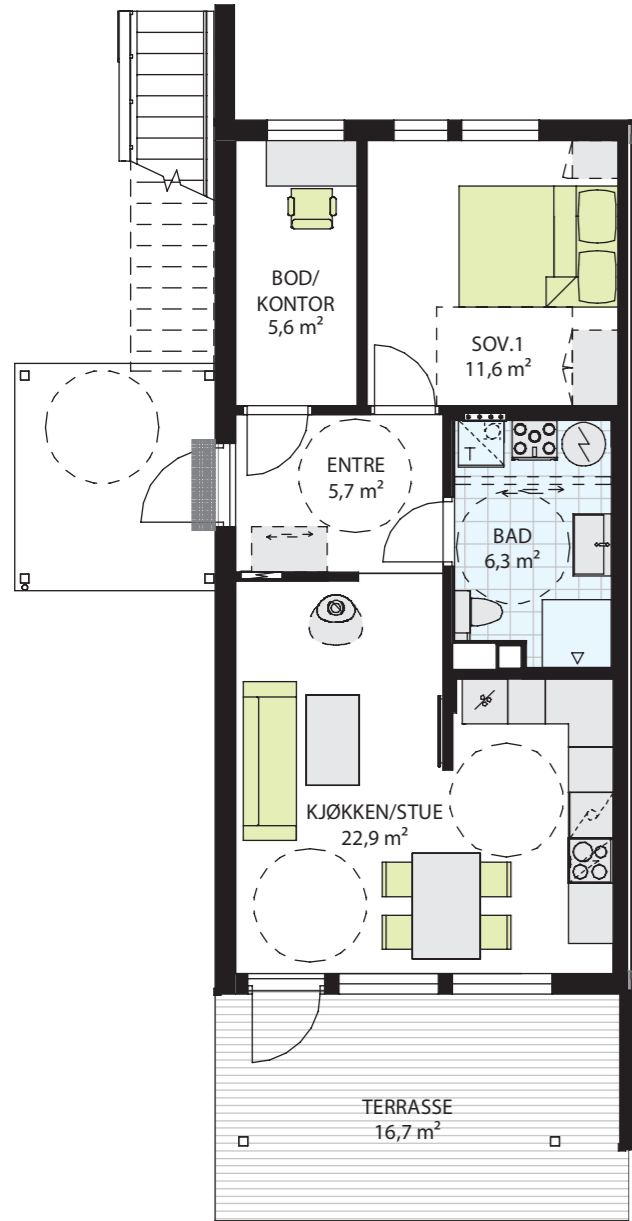 BOD/
KONTOR
5,6 m²
SOV.1
11,6 m²
ENTRE
5,7 m²
T
BAD
6,3 m²
KJØKKEN/STUE
22,9 m²
TERRASSE
16,7 m²